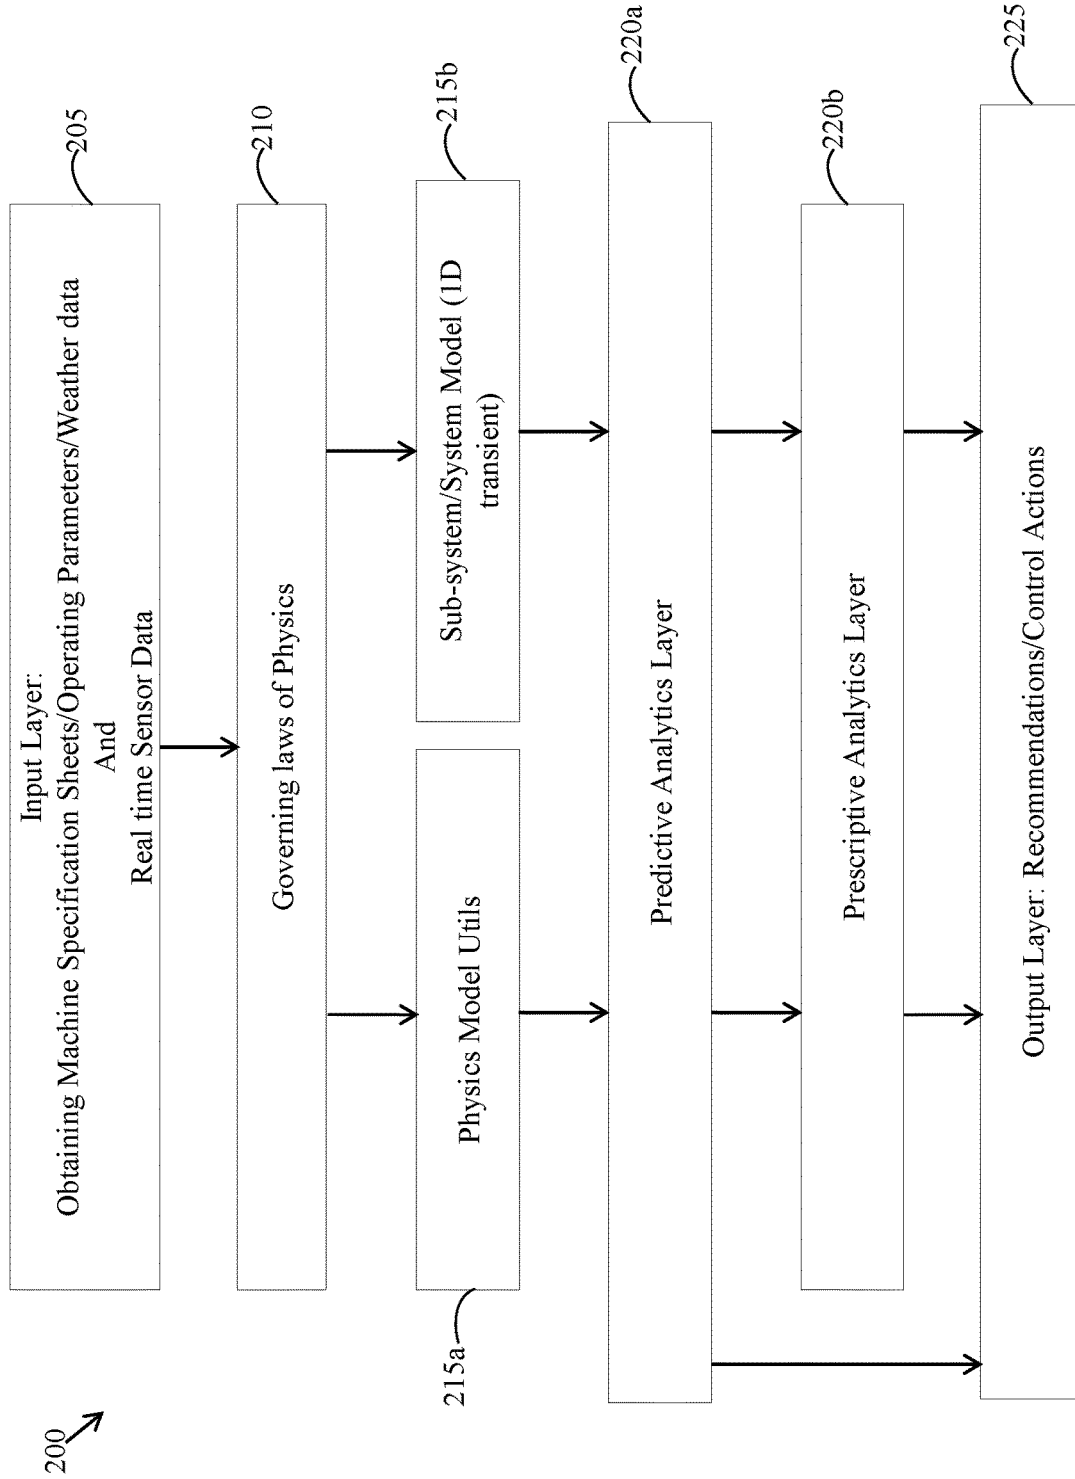 200
Input Layer:
Obtaining Machine Specification Sheets/Operating Parameters/Weather data
And
Real time Sensor Data
205
Governing laws of Physics
210
Physics Model Utils
215a
Sub-system/System Model (1D
transient)
215b
Predictive Analytics Layer
220a
Prescriptive Analytics Layer
220b
Output Layer: Recommendations/Control Actions
225